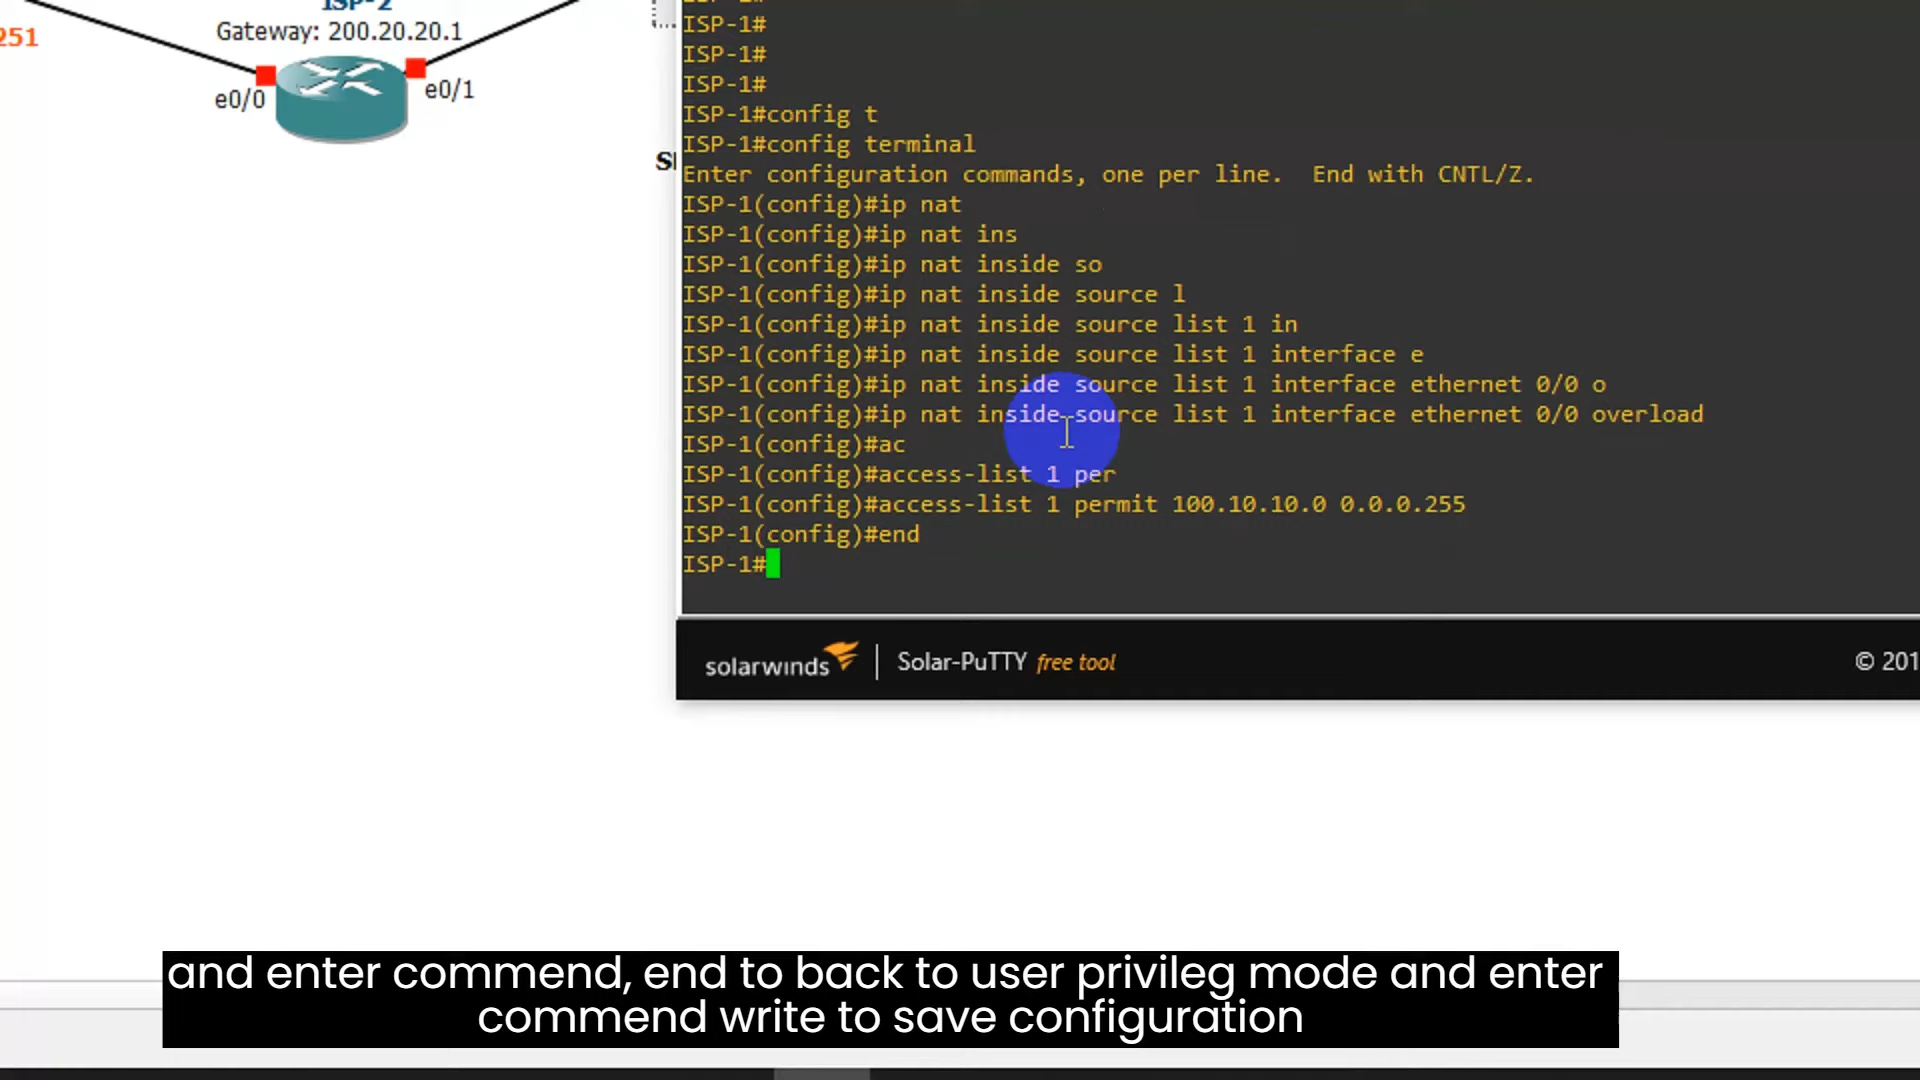 ISP-2
Gateway: 200.20.20.1
251
e0/0
e0/1
S
ISP-1#
ISP-1#
ISP-1#
ISP-1#config t
ISP-1#config terminal
Enter configuration commands, one per line.  End with CNTL/Z.
ISP-1(config)#ip nat
ISP-1(config)#ip nat ins
ISP-1(config)#ip nat inside so
ISP-1(config)#ip nat inside source l
ISP-1(config)#ip nat inside source list 1 in
ISP-1(config)#ip nat inside source list 1 interface e
ISP-1(config)#ip nat inside source list 1 interface ethernet 0/0 o
ISP-1(config)#ip nat inside source list 1 interface ethernet 0/0 overload
ISP-1(config)#ac
ISP-1(config)#access-list 1 per
ISP-1(config)#access-list 1 permit 100.10.10.0 0.0.0.255
ISP-1(config)#end
ISP-1#
solarwinds | Solar-PuTTY free tool
© 201
and enter commend, end to back to user privileg mode and enter
commend write to save configuration